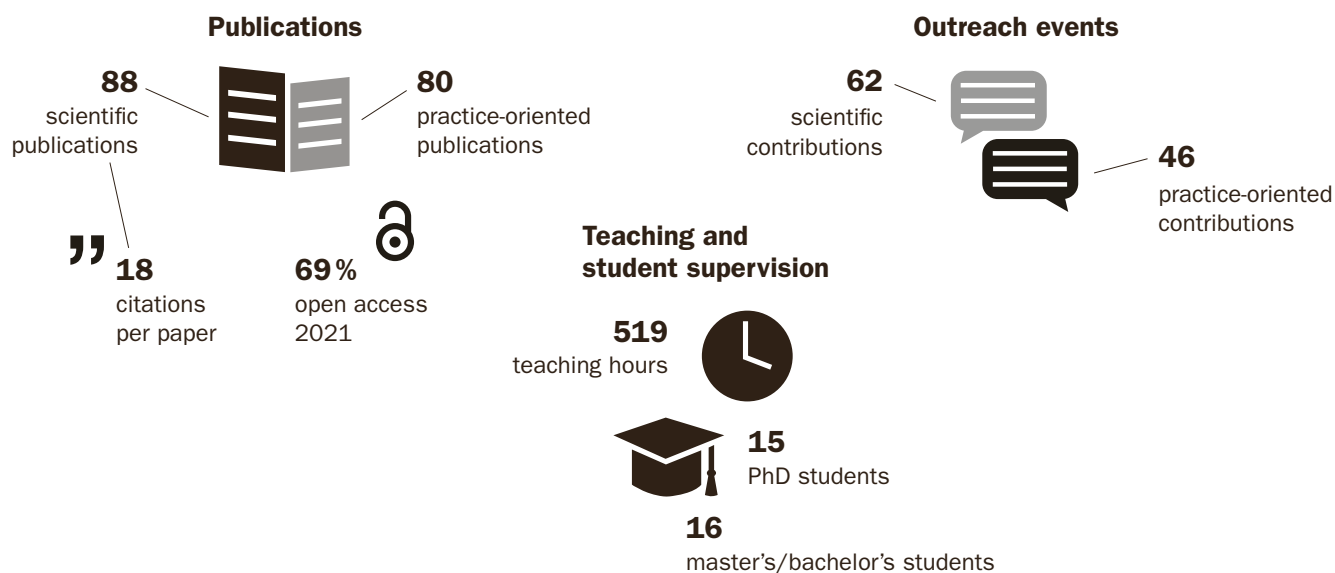 Publications
88
scientific
publications
80
practice-oriented
publications
18
citations
per paper
69 %
open access
2021
Outreach events
62
scientific
contributions
46
practice-oriented
contributions
Teaching and
student supervision
519
teaching hours
15
PhD students
16
master's/bachelor's students